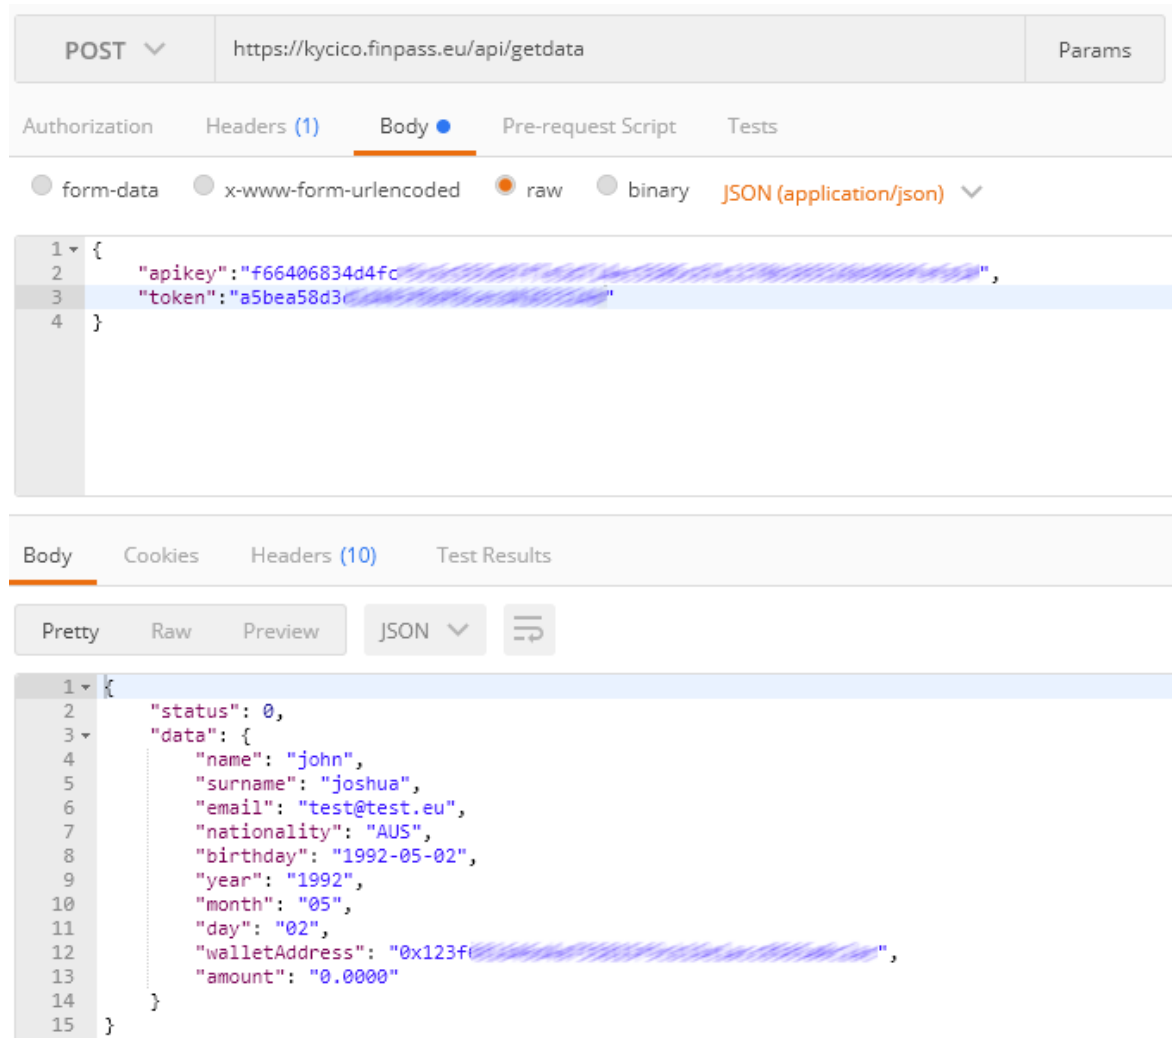 POST https://kycico.finpass.eu/api/getdata Params
Authorization Headers (1) Body Pre-request Script Tests
form-data x-www-form-urlencoded raw binary JSON (application/json)
1 {
2 "apikey":"f66406834d4fc",
3 "token":"a5bea58d3"
4 }
Body Cookies Headers (10) Test Results
Pretty Raw Preview JSON
1 {
2 "status": 0,
3 "data": {
4 "name": "john",
5 "surname": "joshua",
6 "email": "test@test.eu",
7 "nationality": "AUS",
8 "birthday": "1992-05-02",
9 "year": "1992",
10 "month": "05",
11 "day": "02",
12 "walletAddress": "0x123f",
13 "amount": "0.0000"
14 }
15 }